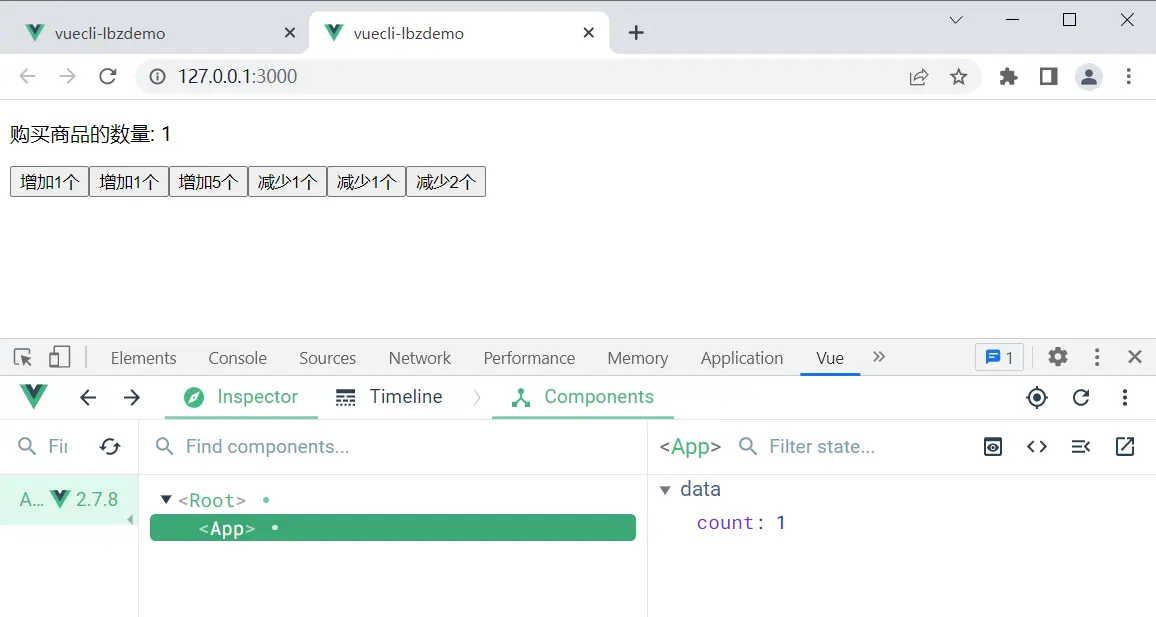 vuecli-lbzdemo vuecli-lbzdemo
127.0.0.1:3000
购买商品的数量: 1
增加1个 增加1个 增加5个 减少1个 减少1个 减少2个
Elements Console Sources Network Performance Memory Application Vue 1
Inspector Timeline Components
Fi Find components... <App> Filter state...
A... 2.7.8 <Root> data
<App> count: 1